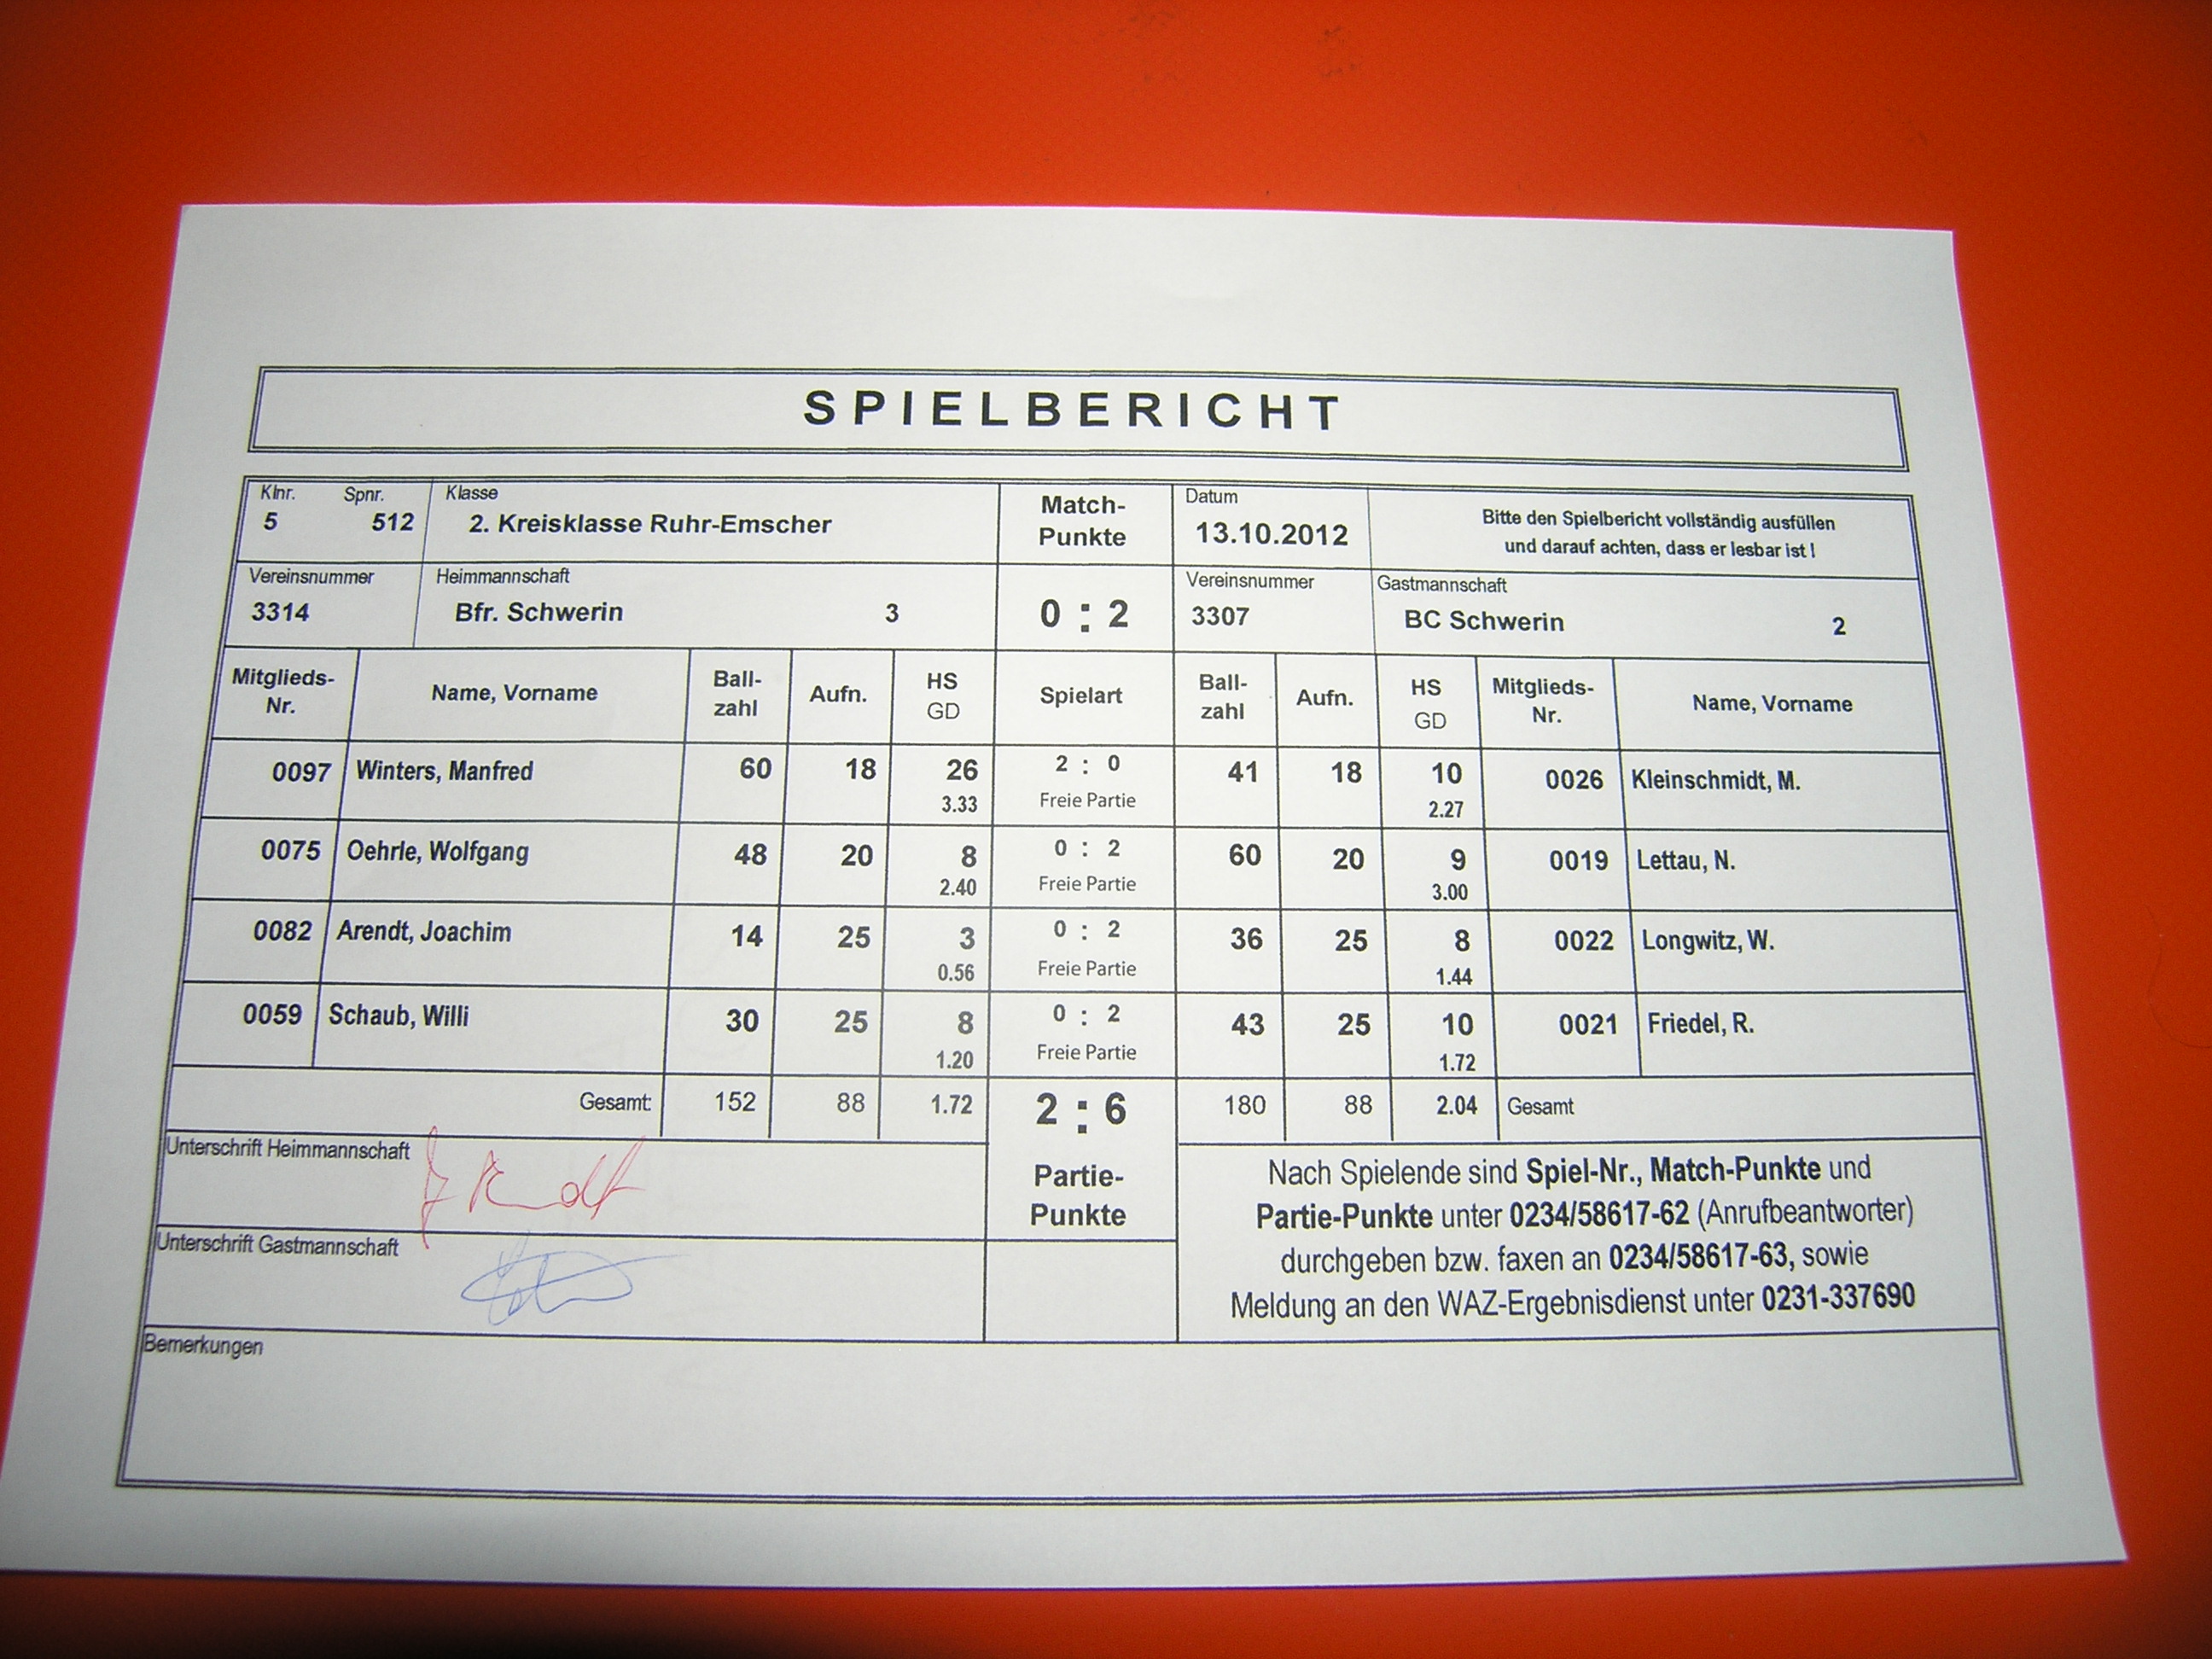 SPIELBERICHT
Klnr. Spnr. Klasse Match-Punkte Datum
5 512 2. Kreisklasse Ruhr-Emscher 13.10.2012
Bitte den Spielbericht vollständig ausfüllen
und darauf achten, dass er lesbar ist !
Vereinsnummer Heimmannschaft Vereinsnummer Gastmannschaft
3314 Bfr. Schwerin 3 0 : 2 3307 BC Schwerin 2
Mitglieds-Nr. Name, Vorname Ball-zahl Aufn. HS GD Spielart Ball-zahl Aufn. HS GD Mitglieds-Nr. Name, Vorname
0097 Winters, Manfred 60 18 26 2 : 0 41 18 10 0026 Kleinschmidt, M.
3.33 Freie Partie 2.27
0075 Oehrle, Wolfgang 48 20 8 0 : 2 60 20 9 0019 Lettau, N.
2.40 Freie Partie 3.00
0082 Arendt, Joachim 14 25 3 0 : 2 36 25 8 0022 Longwitz, W.
0.56 Freie Partie 1.44
0059 Schaub, Willi 30 25 8 0 : 2 43 25 10 0021 Friedel, R.
1.20 Freie Partie 1.72
Gesamt: 152 88 1.72 2 : 6 180 88 2.04 Gesamt
Unterschrift Heimmannschaft
Partie-
Punkte
Unterschrift Gastmannschaft
Nach Spielende sind Spiel-Nr., Match-Punkte und
Partie-Punkte unter 0234/58617-62 (Anrufbeantworter)
durchgeben bzw. faxen an 0234/58617-63, sowie
Meldung an den WAZ-Ergebnisdienst unter 0231-337690
Bemerkungen